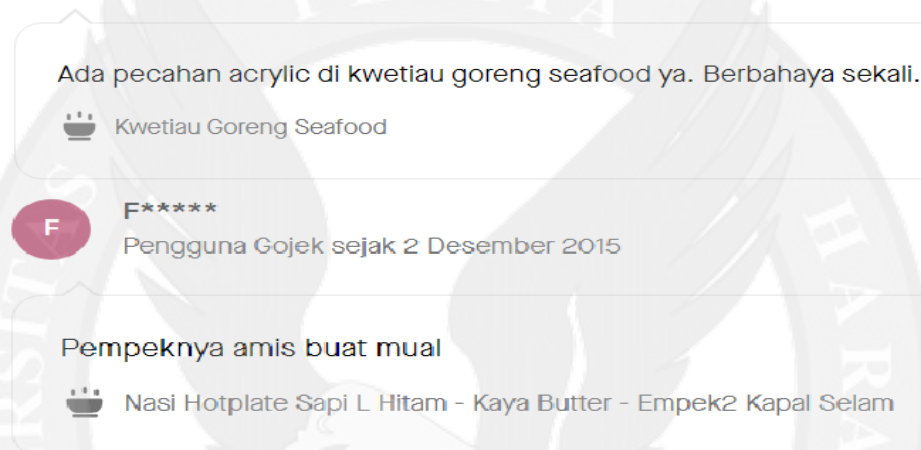 Ada pecahan acrylic di kwetiau goreng seafood ya. Berbahaya sekali.
Kwetiau Goreng Seafood
F
F*****
Pengguna Gojek sejak 2 Desember 2015
Pempeknya amis buat mual
Nasi Hotplate Sapi L Hitam - Kaya Butter - Empek2 Kapal Selam